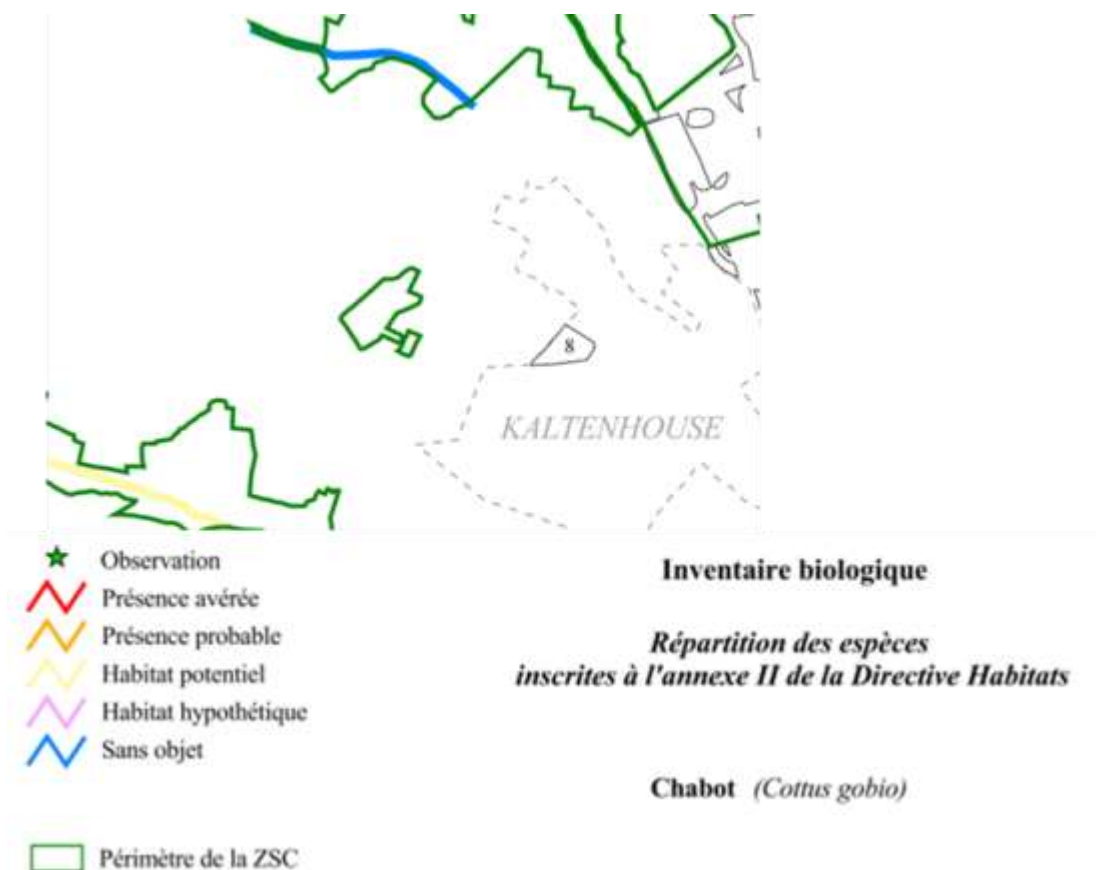 8
KALTENHOUSE
Observation
Présence avérée
Présence probable
Habitat potentiel
Habitat hypothétique
Sans objet
Périmètre de la ZSC
Inventaire biologique
Répartition des espèces
inscrites à l'annexe II de la Directive Habitats
Chabot (Cottus gobio)